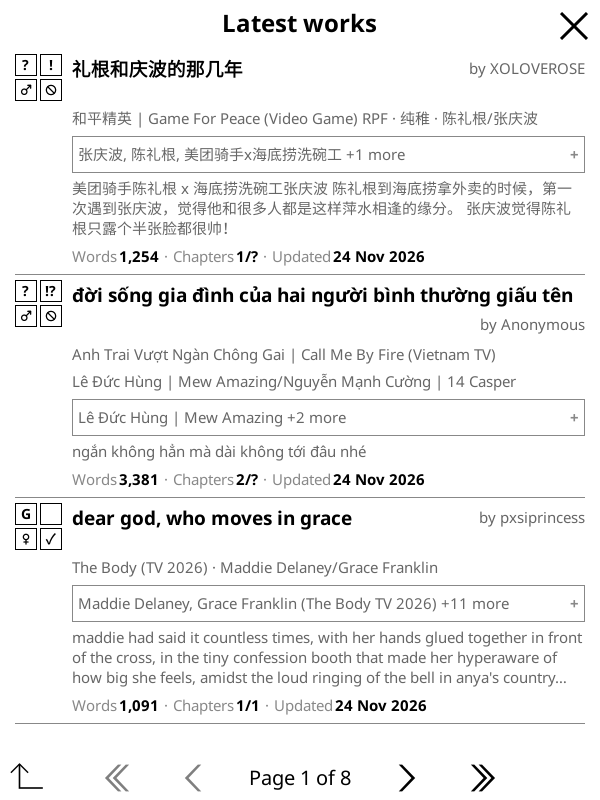 Latest works
? !
礼根和庆波的那几年
by XOLOVEROSE
和平精英 | Game For Peace (Video Game) RPF · 纯稚 · 陈礼根/张庆波
张庆波, 陈礼根, 美团骑手x海底捞洗碗工 +1 more +
美团骑手陈礼根 x 海底捞洗碗工张庆波 陈礼根到海底捞拿外卖的时候，第一
次遇到张庆波，觉得他和很多人都是这样萍水相逢的缘分。 张庆波觉得陈礼
根只露个半张脸都很帅！
Words 1,254 · Chapters 1/? · Updated 24 Nov 2026
? !?
đời sống gia đình của hai người bình thường giấu tên
by Anonymous
Anh Trai Vượt Ngàn Chông Gai | Call Me By Fire (Vietnam TV)
Lê Đức Hùng | Mew Amazing/Nguyễn Mạnh Cường | 14 Casper
Lê Đức Hùng | Mew Amazing +2 more +
ngắn không hẳn mà dài không tới đâu nhé
Words 3,381 · Chapters 2/? · Updated 24 Nov 2026
G
dear god, who moves in grace
by pxsiprincess
The Body (TV 2026) · Maddie Delaney/Grace Franklin
Maddie Delaney, Grace Franklin (The Body TV 2026) +11 more +
maddie had said it countless times, with her hands glued together in front
of the cross, in the tiny confession booth that made her hyperaware of
how big she feels, amidst the loud ringing of the bell in anya's country...
Words 1,091 · Chapters 1/1 · Updated 24 Nov 2026
Page 1 of 8